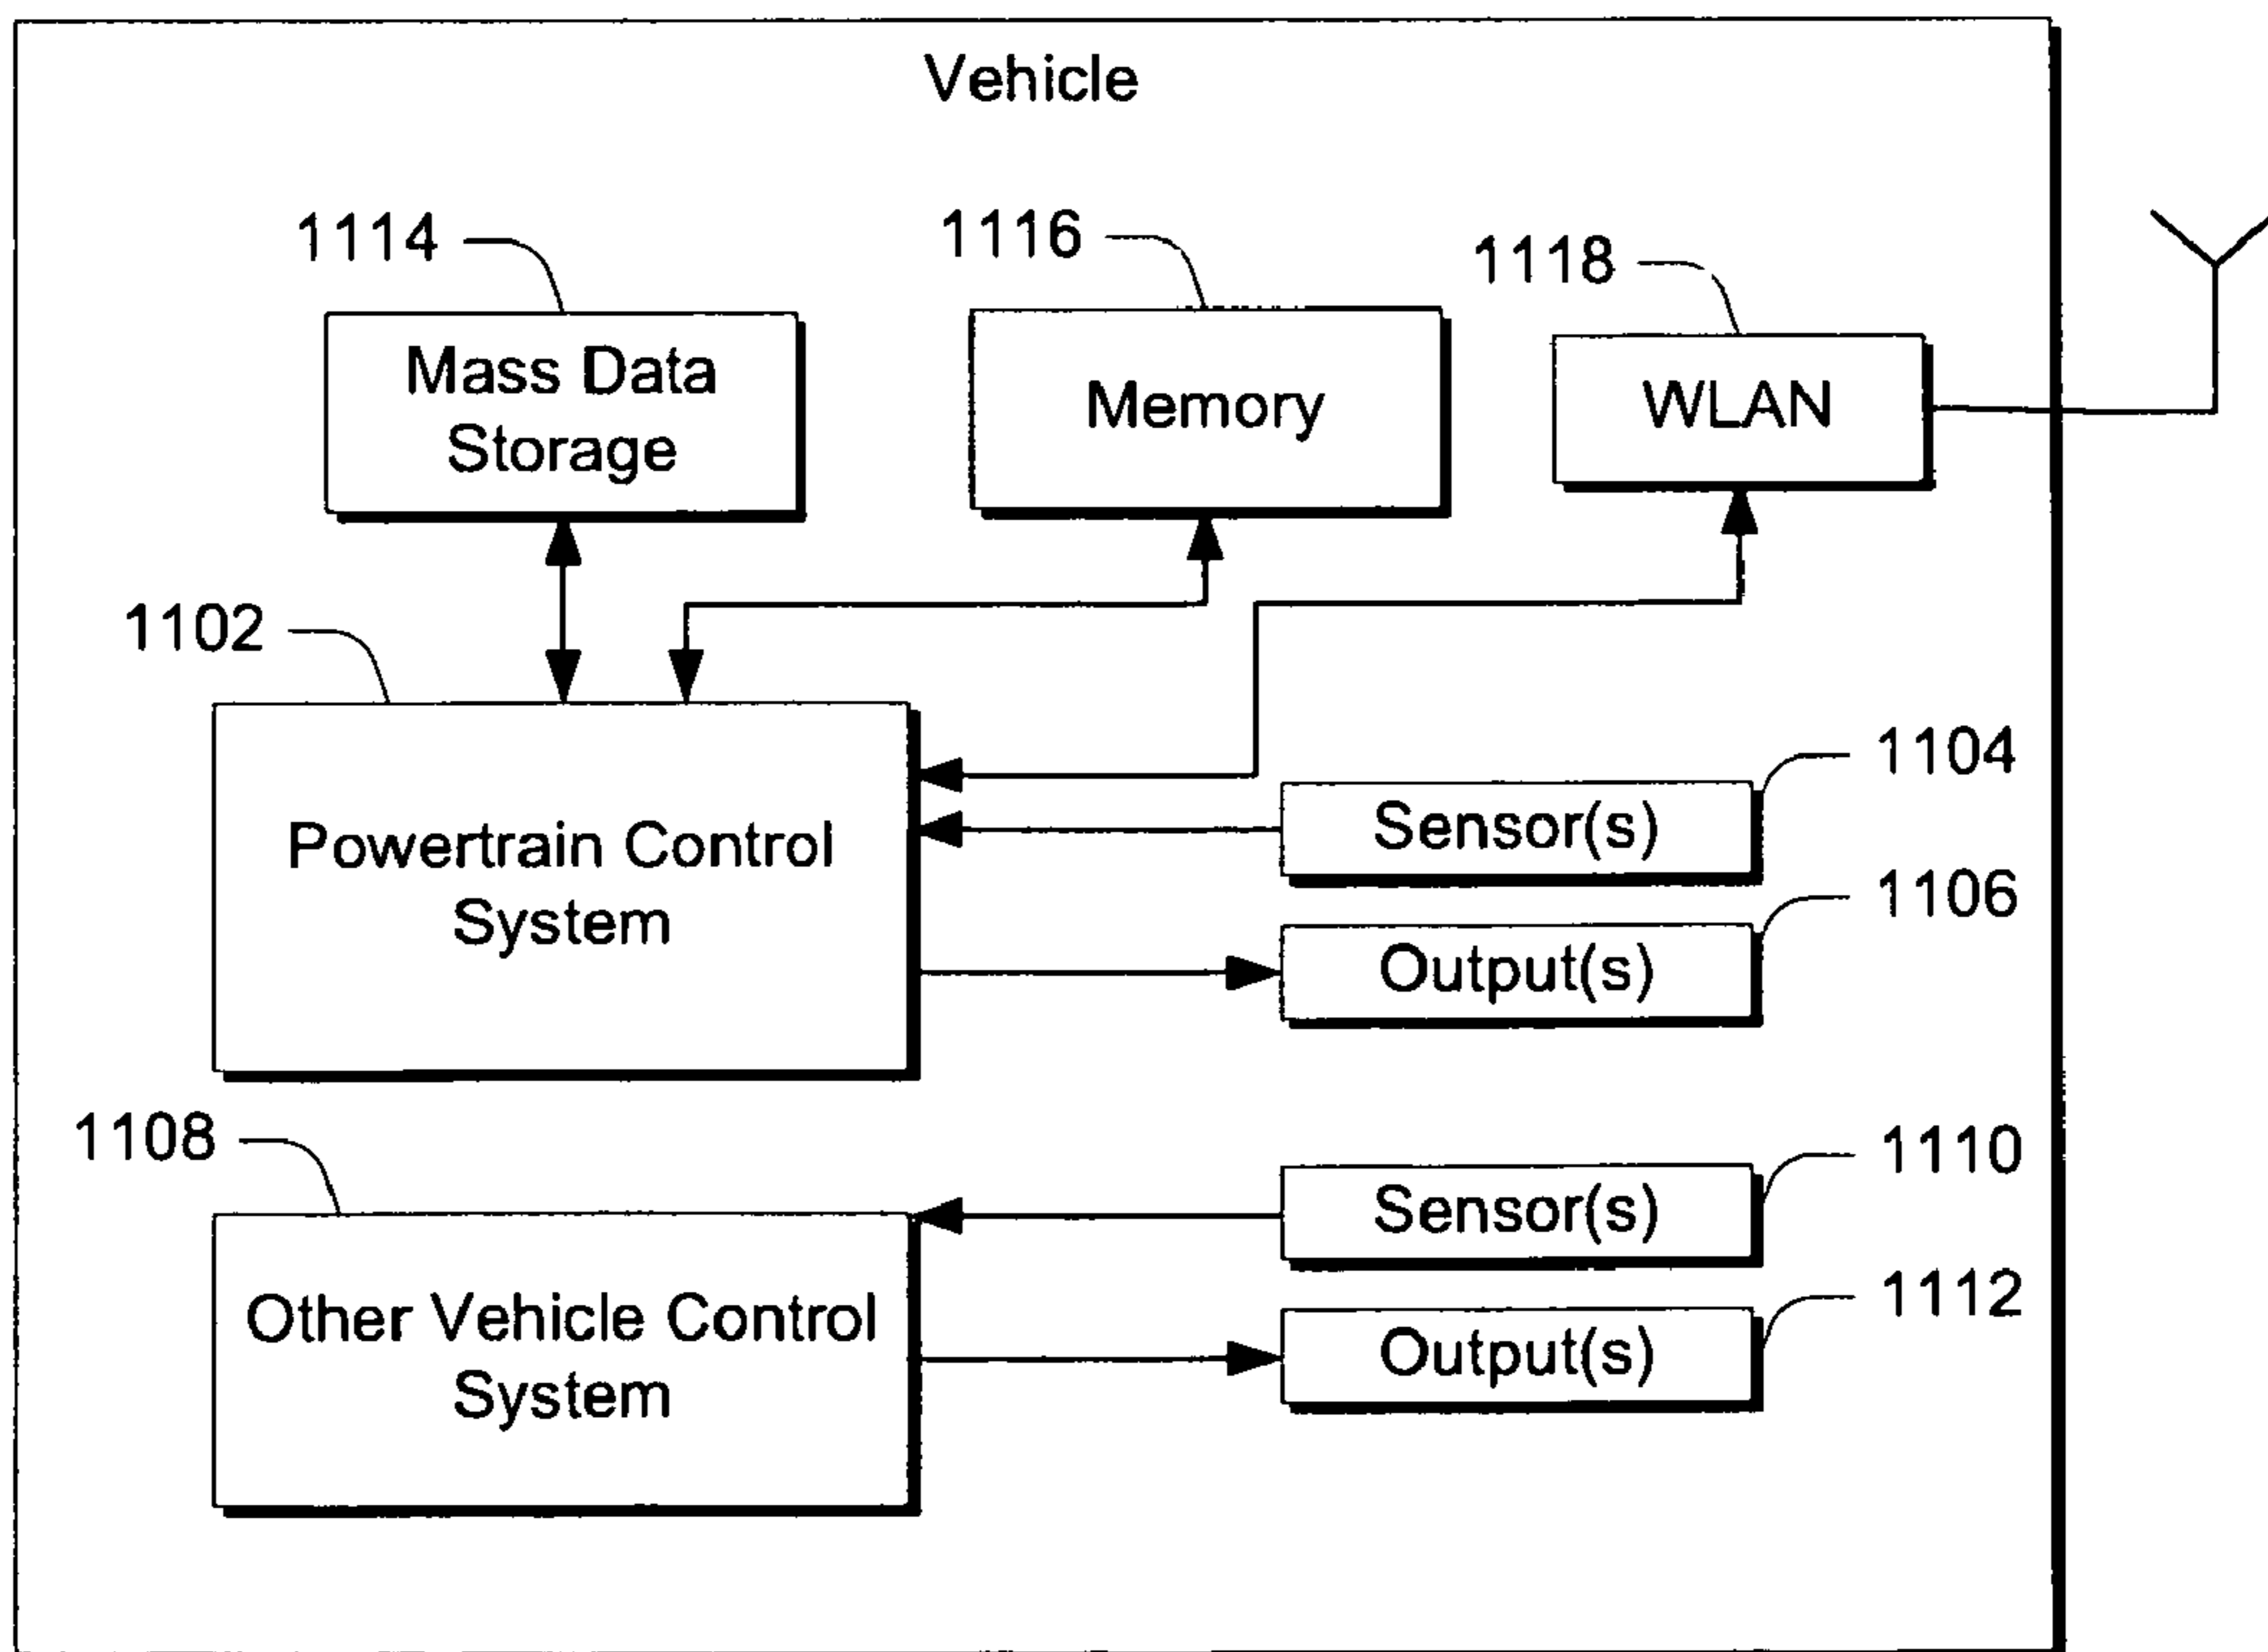 Vehicle
1114
1116
1118
Mass Data
Storage
Memory
WLAN
1102
1104
Sensor(s)
Powertrain Control
System
1106
Output(s)
1108
1110
Sensor(s)
Other Vehicle Control
System
1112
Output(s)